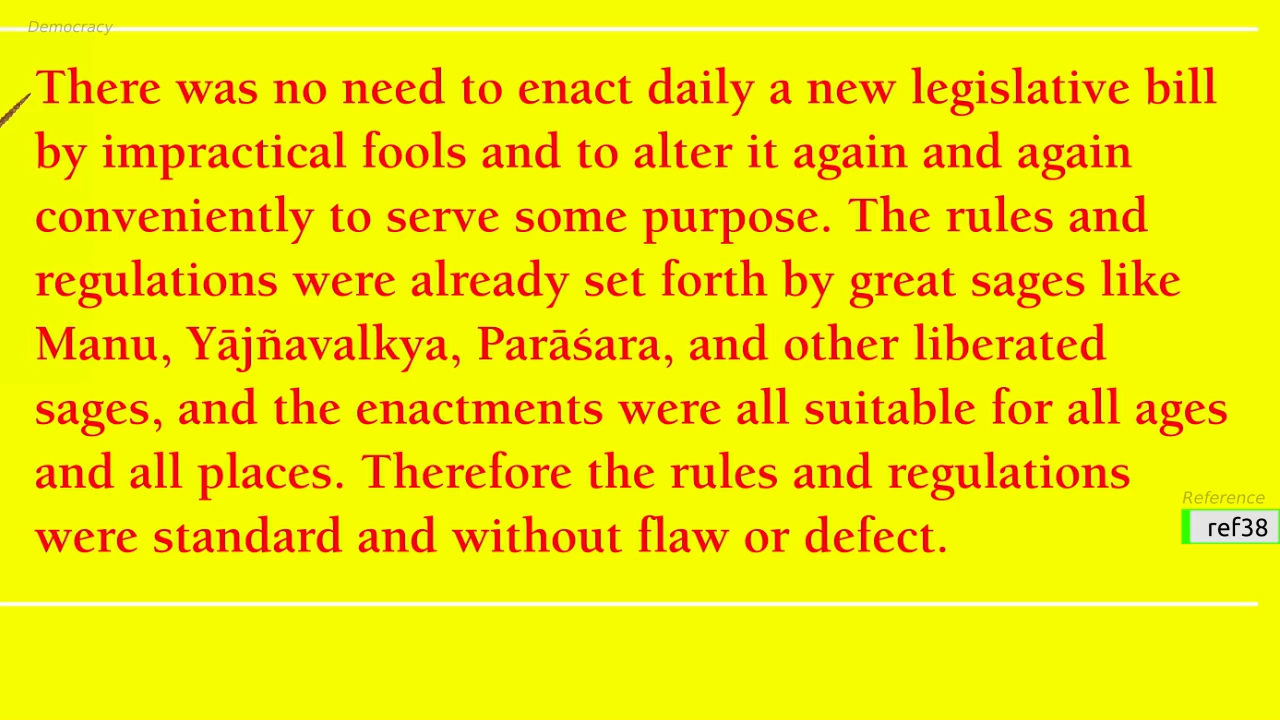 Democracy
There was no need to enact daily a new legislative bill
by impractical fools and to alter it again and again
conveniently to serve some purpose. The rules and
regulations were already set forth by great sages like
Manu, Yājñavalkya, Parāśara, and other liberated
sages, and the enactments were all suitable for all ages
and all places. Therefore the rules and regulations
were standard and without flaw or defect.
Reference
ref38